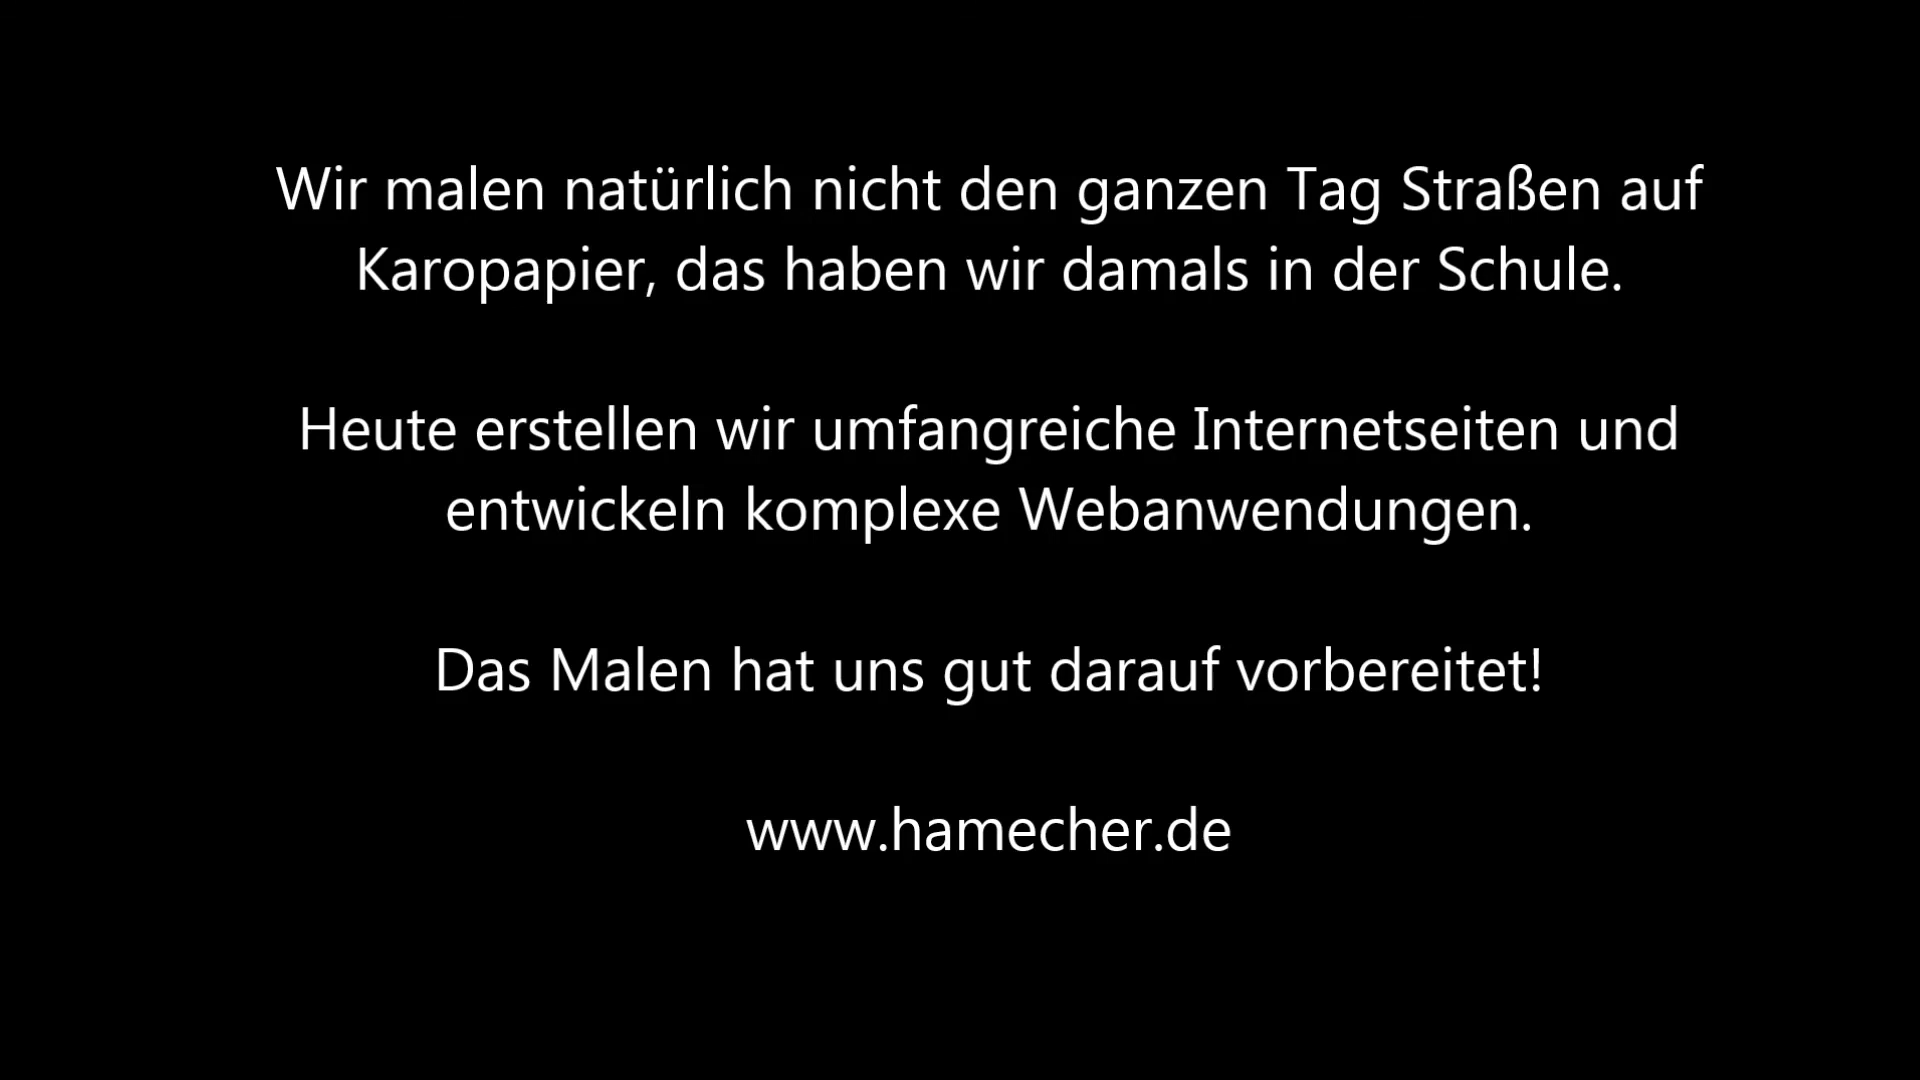 Wir malen natürlich nicht den ganzen Tag Straßen auf
Karopapier, das haben wir damals in der Schule.
Heute erstellen wir umfangreiche Internetseiten und
entwickeln komplexe Webanwendungen.
Das Malen hat uns gut darauf vorbereitet!
www.hamecher.de